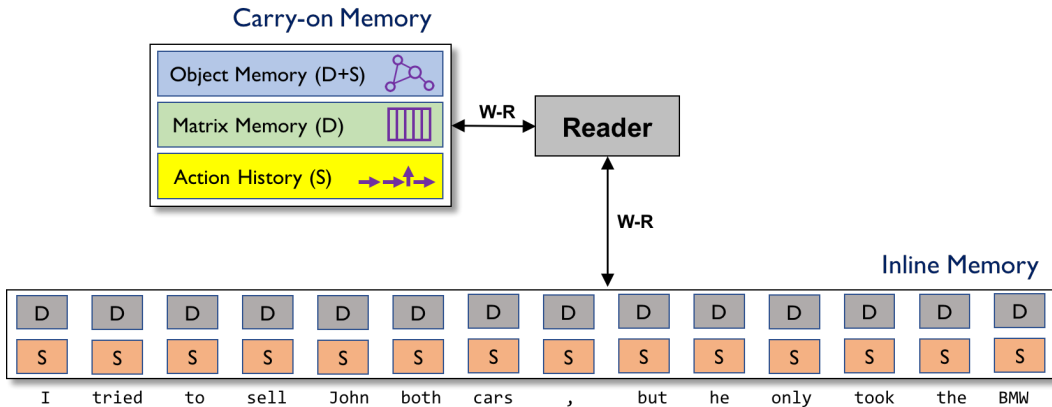 Carry-on Memory
Object Memory (D+S)
Matrix Memory (D)
Action History (S)
W-R
Reader
W-R
Inline Memory
D D D D D D D D D D D D D D
S S S S S S S S S S S S S S
I tried to sell John both cars , but he only took the BMW